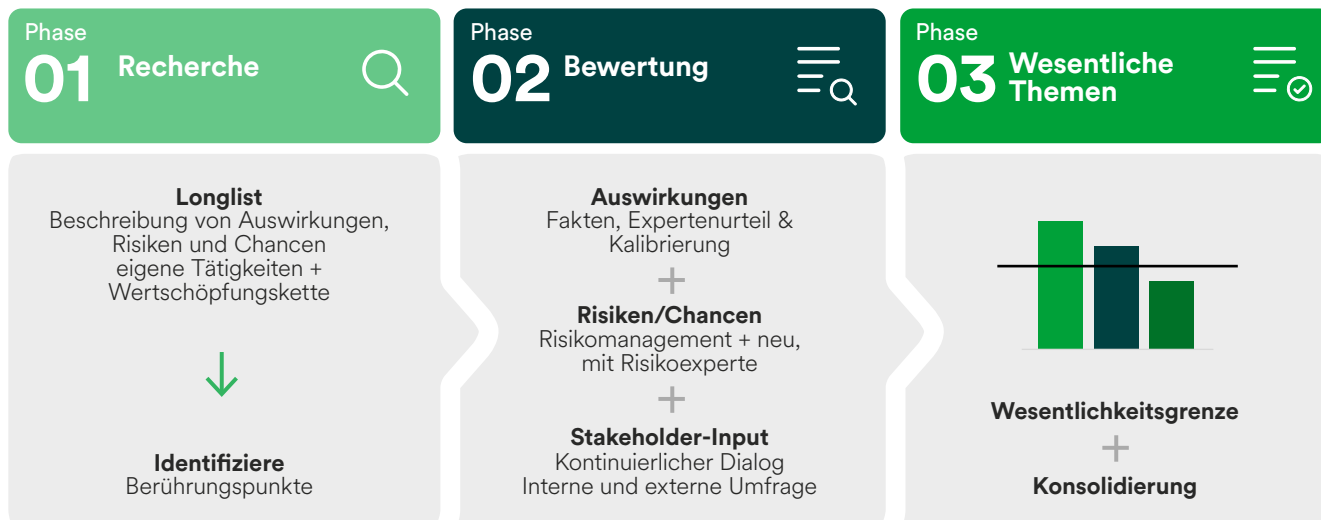 Phase
01 Recherche
Longlist
Beschreibung von Auswirkungen,
Risiken und Chancen
eigene Tätigkeiten +
Wertschöpfungskette
Identifiziere
Berührungspunkte
Phase
02 Bewertung
Auswirkungen
Fakten, Expertenurteil &
Kalibrierung
+
Risiken/Chancen
Risikomanagement + neu,
mit Risikoexperte
+
Stakeholder-Input
Kontinuierlicher Dialog
Interne und externe Umfrage
Phase
03 Wesentliche
Themen
Wesentlichkeitsgrenze
+
Konsolidierung